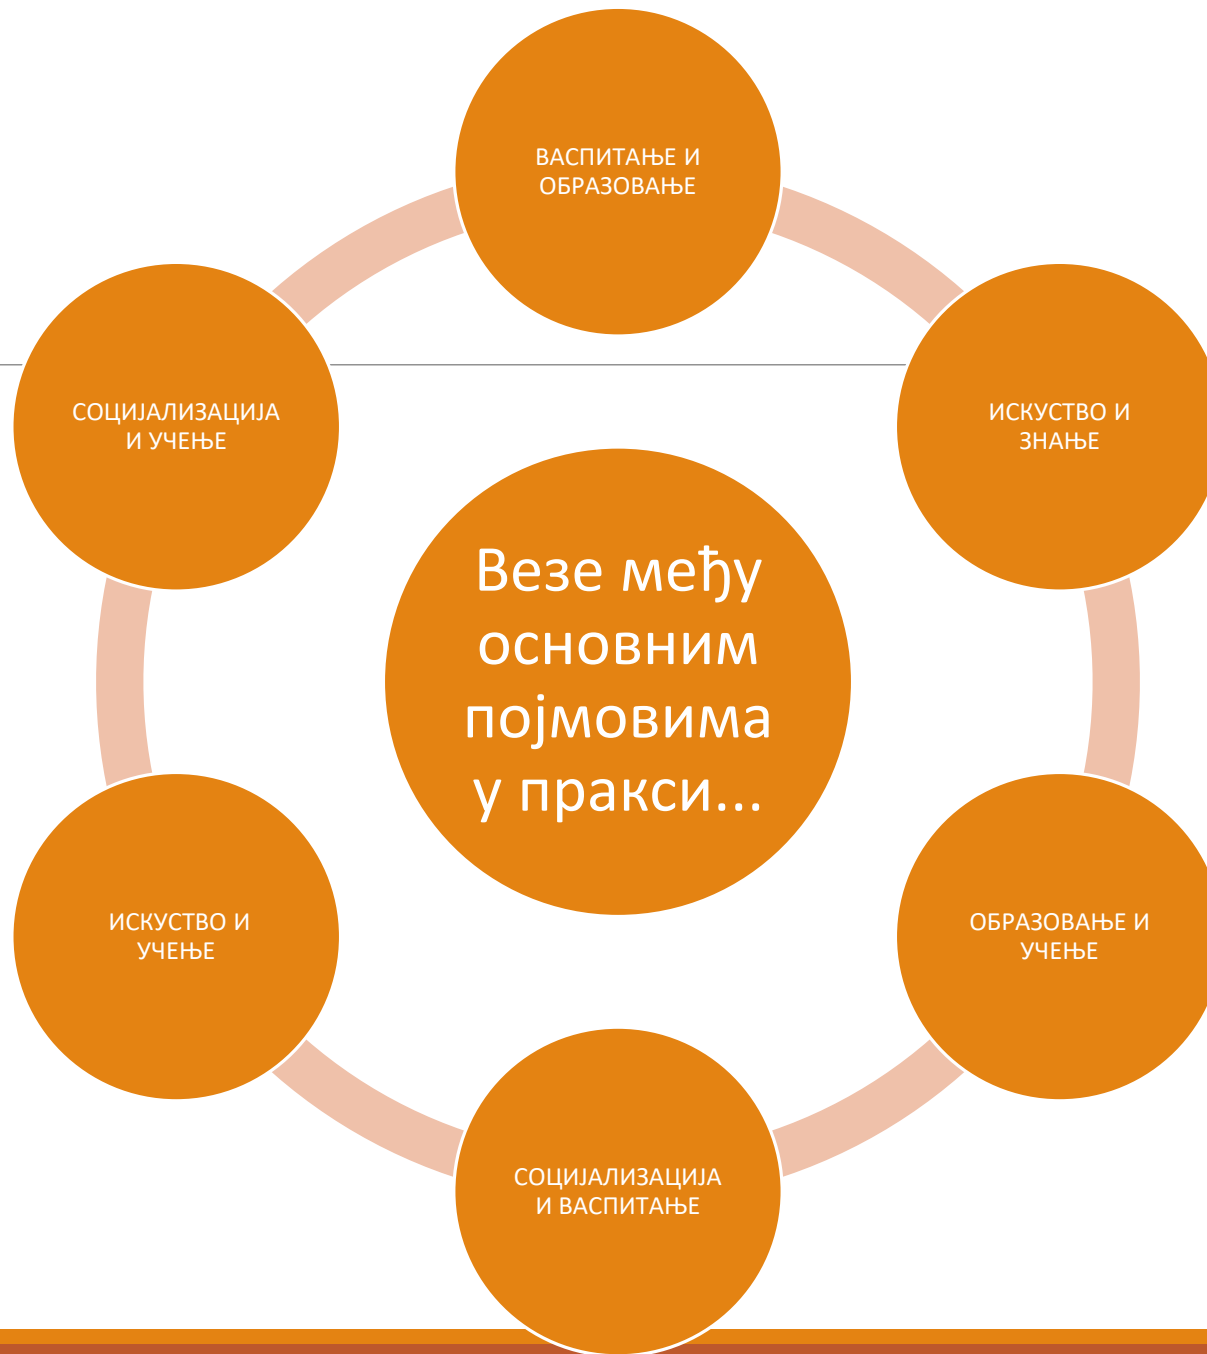 ВАСПИТАЊЕ И
ОБРАЗОВАЊЕ
СОЦИЈАЛИЗАЦИЈА
И УЧЕЊЕ
ИСКУСТВО И
ЗНАЊЕ
Везе међу
основним
појмовима
у пракси...
ИСКУСТВО И
УЧЕЊЕ
ОБРАЗОВАЊЕ И
УЧЕЊЕ
СОЦИЈАЛИЗАЦИЈА
И ВАСПИТАЊЕ